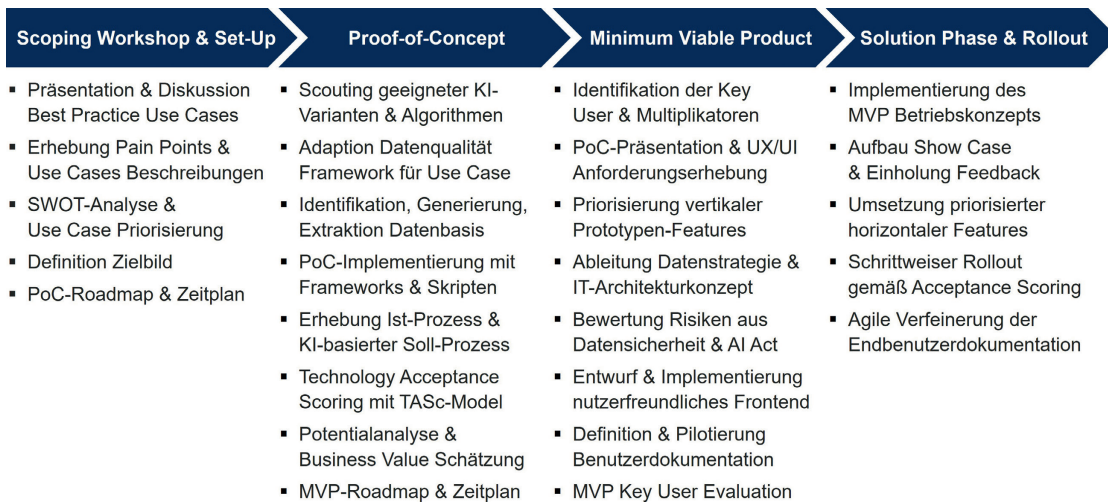 Scoping Workshop & Set-Up
Proof-of-Concept
Minimum Viable Product
Solution Phase & Rollout
▪ Präsentation & Diskussion
Best Practice Use Cases
▪ Erhebung Pain Points &
Use Cases Beschreibungen
▪ SWOT-Analyse &
Use Case Priorisierung
▪ Definition Zielbild
▪ PoC-Roadmap & Zeitplan
▪ Scouting geeigneter KI-
Varianten & Algorithmen
▪ Adaption Datenqualität
Framework für Use Case
▪ Identifikation, Generierung,
Extraktion Datenbasis
▪ PoC-Implementierung mit
Frameworks & Skripten
▪ Erhebung Ist-Prozess &
KI-basierter Soll-Prozess
▪ Technology Acceptance
Scoring mit TASc-Model
▪ Potentialanalyse &
Business Value Schätzung
▪ MVP-Roadmap & Zeitplan
▪ Identifikation der Key
User & Multiplikatoren
▪ PoC-Präsentation & UX/UI
Anforderungserhebung
▪ Priorisierung vertikaler
Prototypen-Features
▪ Ableitung Datenstrategie &
IT-Architekturkonzept
▪ Bewertung Risiken aus
Datensicherheit & AI Act
▪ Entwurf & Implementierung
nutzerfreundliches Frontend
▪ Definition & Pilotierung
Benutzerdokumentation
▪ MVP Key User Evaluation
▪ Implementierung des
MVP Betriebskonzepts
▪ Aufbau Show Case
& Einholung Feedback
▪ Umsetzung priorisierter
horizontaler Features
▪ Schrittweiser Rollout
gemäß Acceptance Scoring
▪ Agile Verfeinerung der
Endbenutzerdokumentation